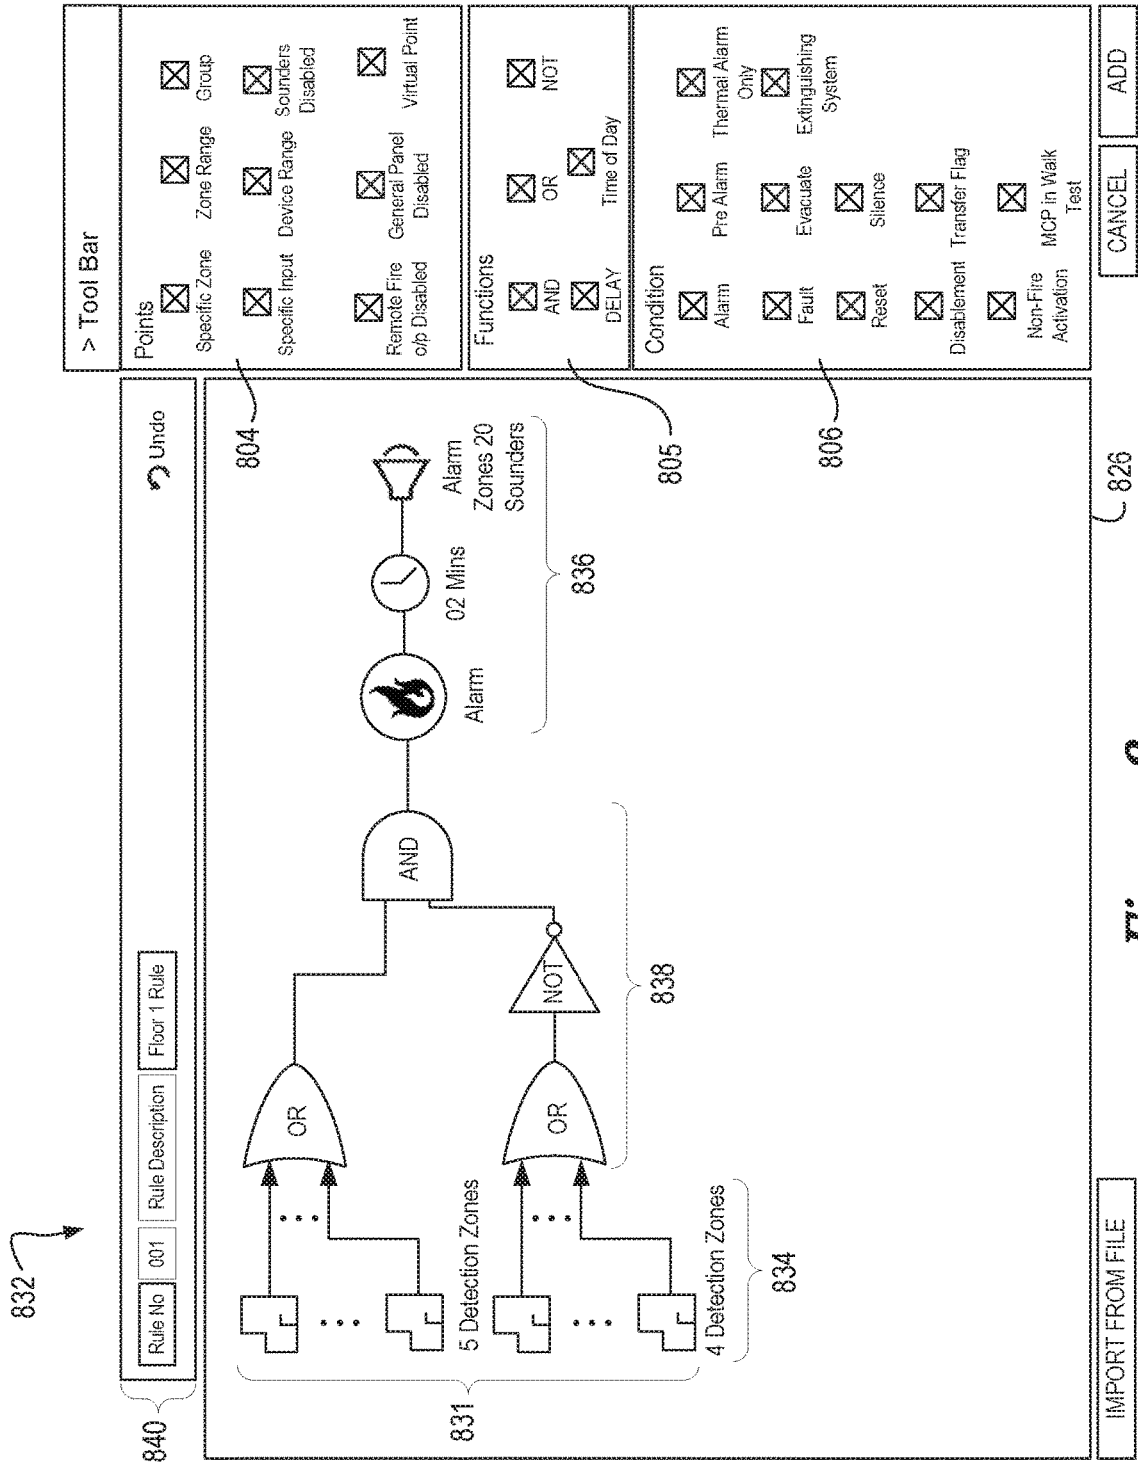 832
840
Rule No
001
Rule Description
Floor 1 Rule
Undo
831
5 Detection Zones
4 Detection Zones
834
OR
OR
NOT
AND
838
Alarm
02 Mins
Alarm
Zones 20
Sounders
836
826
> Tool Bar
Points
Specific Zone
Zone Range
Group
Specific Input
Device Range
Sounders
Disabled
Remote Fire
o/p Disabled
General Panel
Disabled
Virtual Point
804
Functions
AND
OR
NOT
DELAY
Time of Day
805
Condition
Alarm
Pre Alarm
Thermal Alarm
Only
Fault
Evacuate
Extinguishing
System
Reset
Silence
Disablement
Transfer Flag
Non-Fire
Activation
MCP in Walk
Test
806
IMPORT FROM FILE
CANCEL
ADD